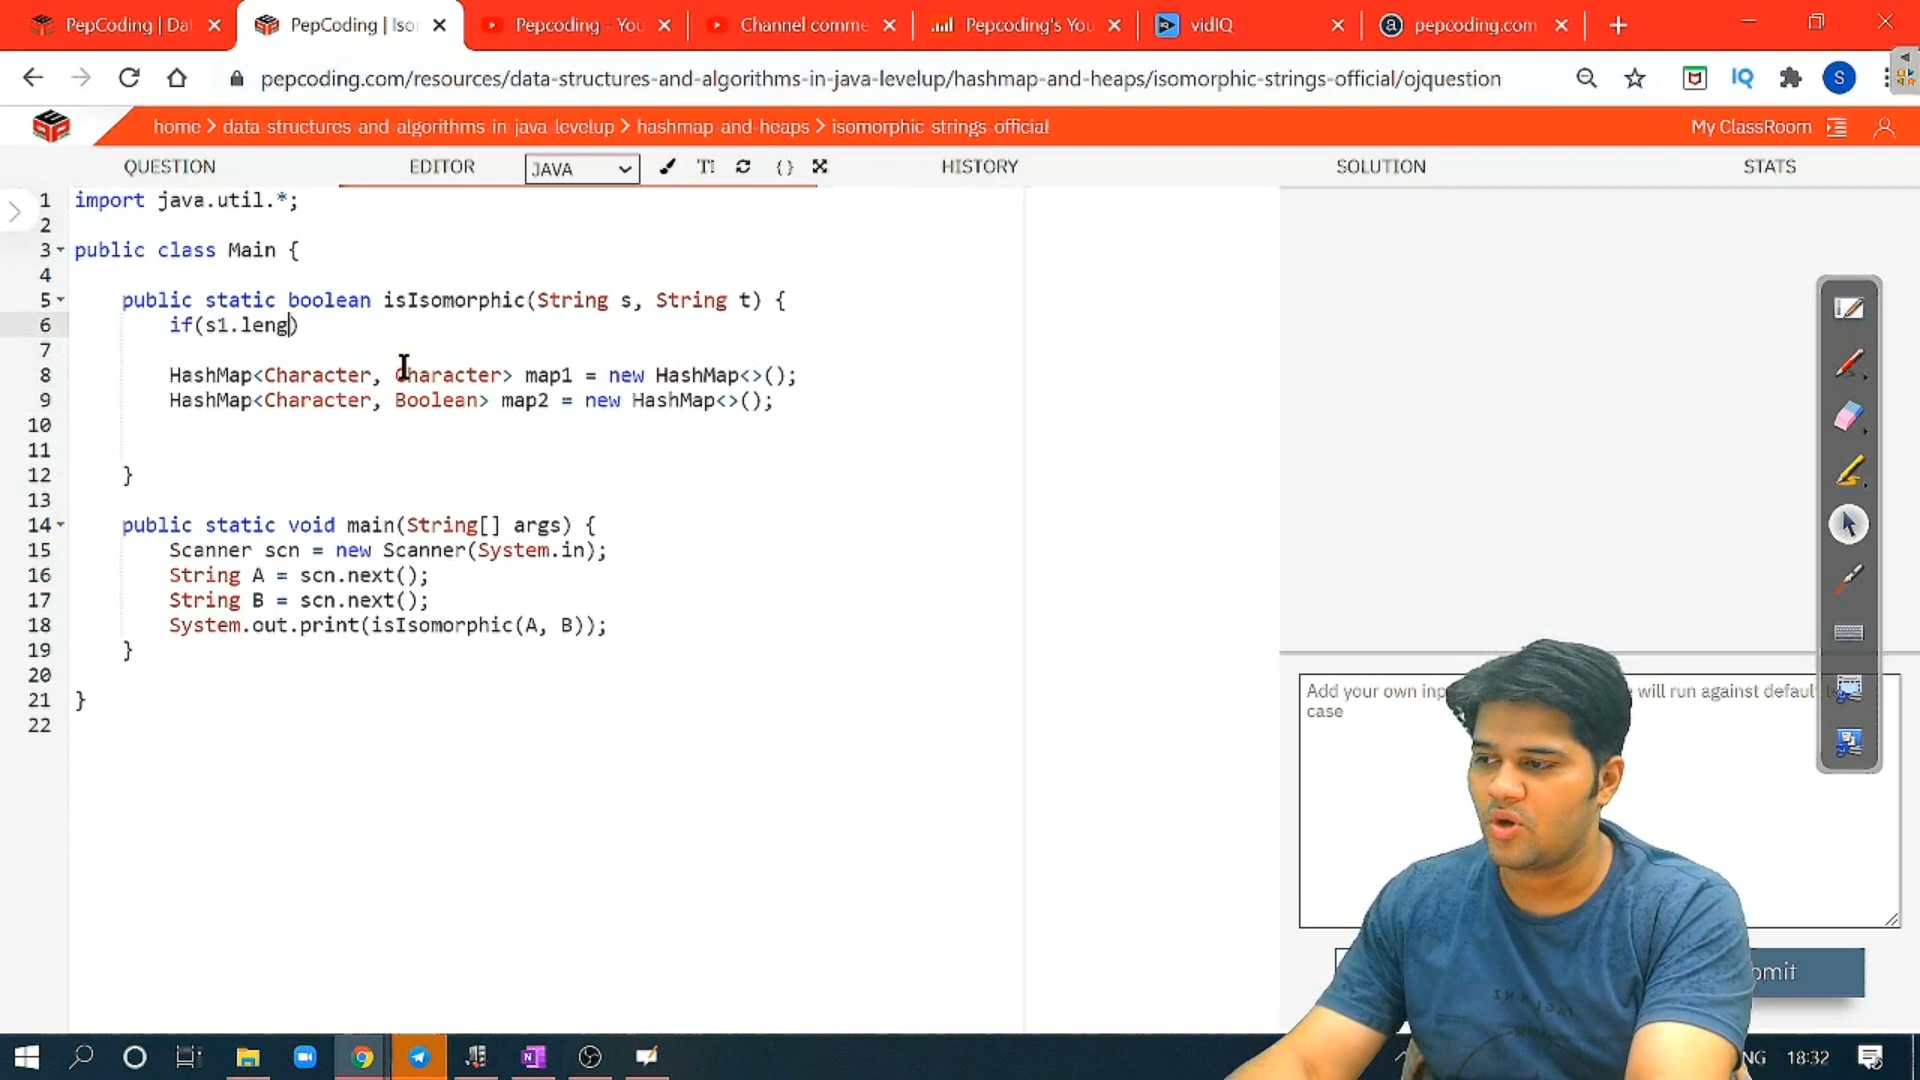 PepCoding | Da
PepCoding | Iso
Pepcoding - You
Channel comme
Pepcoding's You
vidIQ
pepcoding.com
pepcoding.com/resources/data-structures-and-algorithms-in-java-levelup/hashmap-and-heaps/isomorphic-strings-official/ojquestion
IQ
S
home > data structures and algorithms in java levelup > hashmap and heaps > isomorphic strings official
My ClassRoom
QUESTION
EDITOR
JAVA
HISTORY
SOLUTION
STATS
1 import java.util.*;
2
3 public class Main {
4
5 public static boolean isIsomorphic(String s, String t) {
6 if(s1.leng)
7
8 HashMap<Character, Character> map1 = new HashMap<>();
9 HashMap<Character, Boolean> map2 = new HashMap<>();
10
11
12 }
13
14 public static void main(String[] args) {
15 Scanner scn = new Scanner(System.in);
16 String A = scn.next();
17 String B = scn.next();
18 System.out.print(isIsomorphic(A, B));
19 }
20
21 }
22
Add your own inp will run against default
case
bmit
NG 18:32